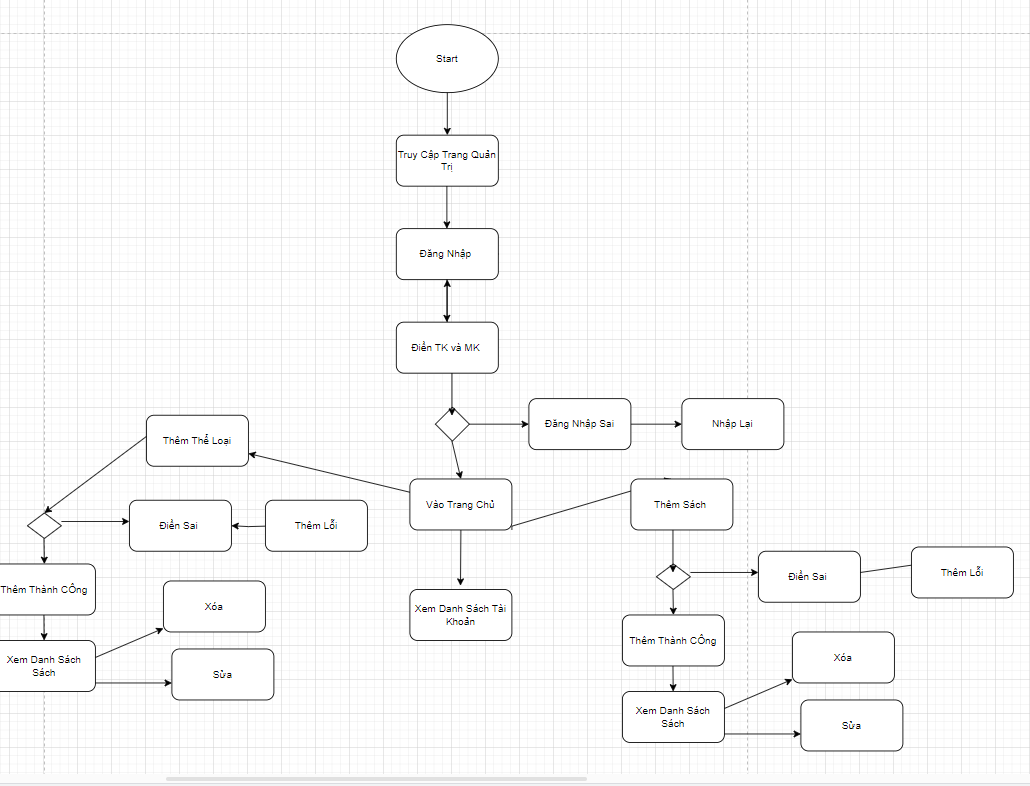 Start
Truy Cập Trang Quản
Trị
Đăng Nhập
Điền TK và MK
Đăng Nhập Sai
Nhập Lại
Thêm Thể Loại
Vào Trang Chủ
Thêm Sách
Điền Sai
Thêm Lỗi
Thêm Thành CÔng
Xóa
Xem Danh Sách Tài
Khoản
Điền Sai
Thêm Lỗi
Xem Danh Sách
Sách
Sửa
Thêm Thành CÔng
Xóa
Xem Danh Sách
Sách
Sửa